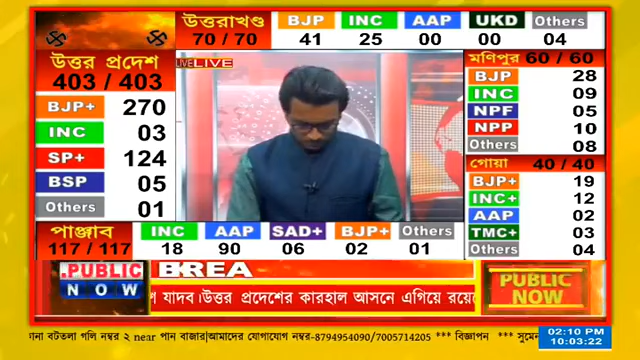 উত্তরাখণ্ড
70 / 70
BJP INC AAP UKD Others
41 25 00 00 04
উত্তর প্রদেশ
403 / 403
BJP+ 270
INC 03
SP+ 124
BSP 05
Others 01
LIVE LIVE
মণিপুর 60 / 60
BJP 28
INC 09
NPF 05
NPP 10
Others 08
গোয়া 40 / 40
BJP+ 19
INC+ 12
AAP 02
TMC+ 03
Others 04
পাঞ্জাব
117 / 117
INC AAP SAD+ BJP+ Others
18 90 06 02 01
.PUBLIC
NOW
BREA
যাদব।উত্তর প্রদেশের কারহাল আসনে এগিয়ে
PUBLIC
NOW
বটতলা গলি নম্বর ২ near পান বাজার|আমাদের যোগাযোগ নম্বর-8794954090/7005714205 *** বিজ্ঞাপন *** সুমেন
02:10 PM
10:03:22